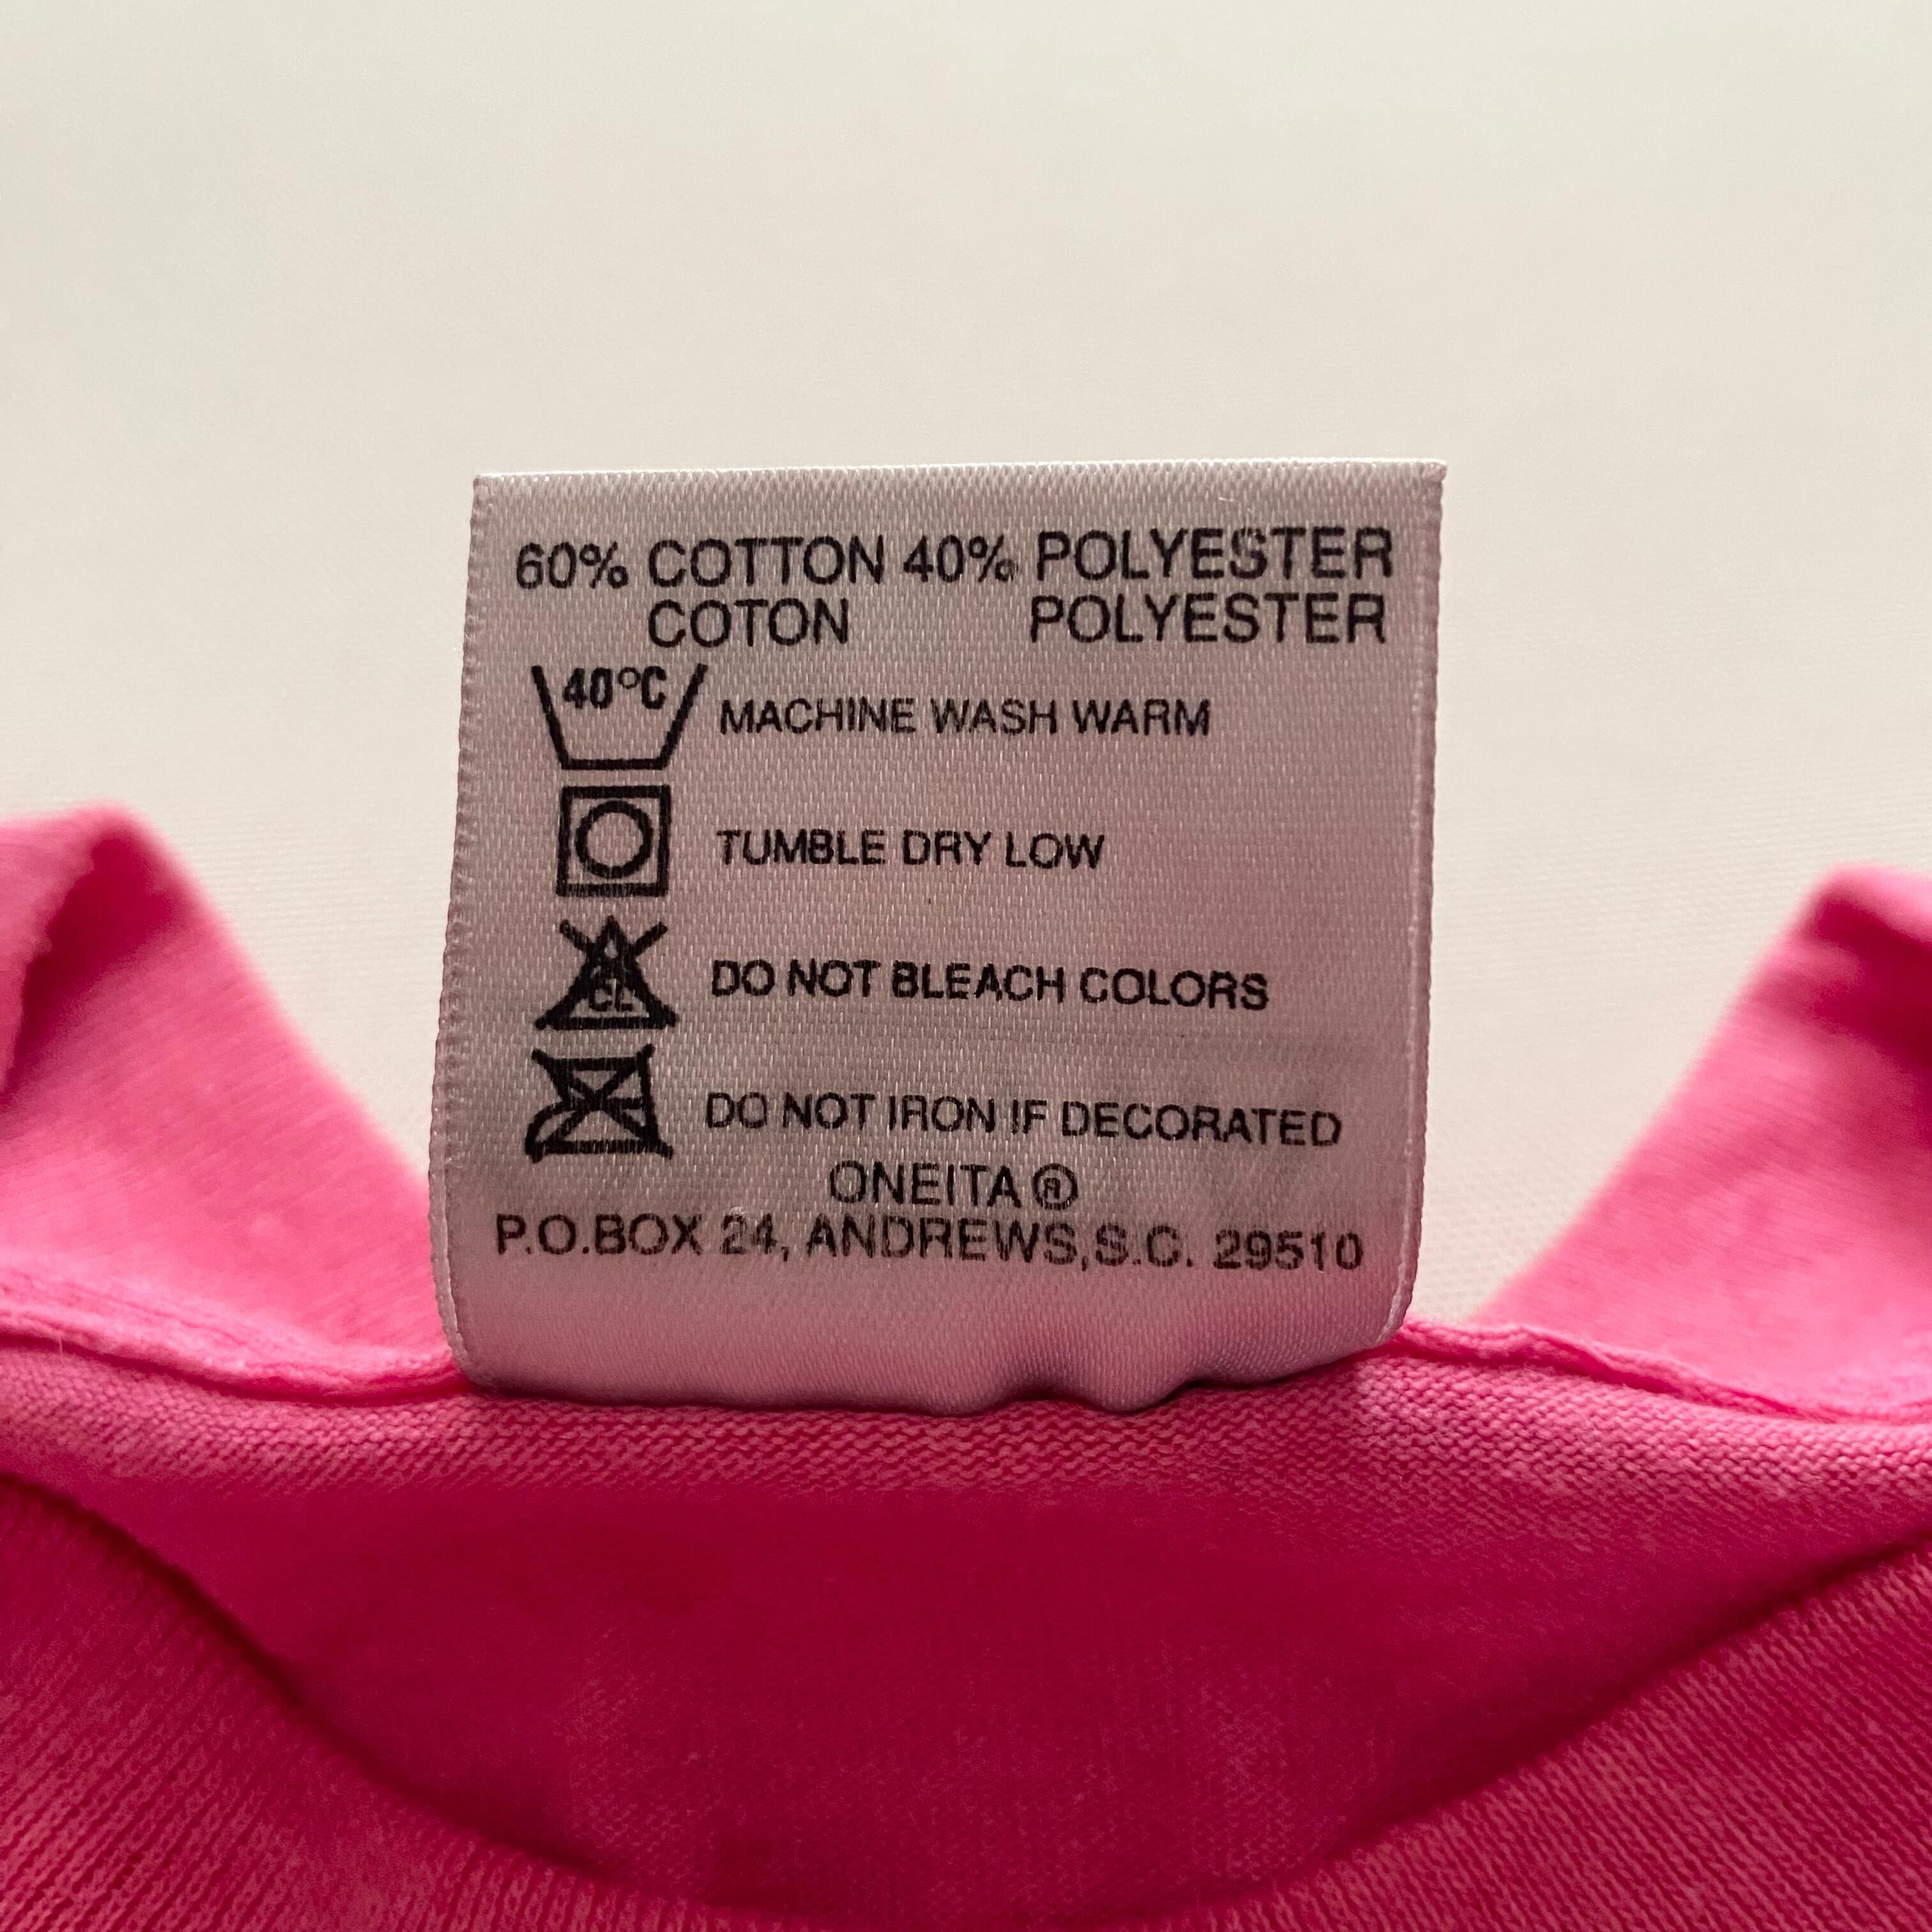 60% COTTON 40% POLYESTER
COTON POLYESTER
40°C MACHINE WASH WARM
TUMBLE DRY LOW
CL DO NOT BLEACH COLORS
DO NOT IRON IF DECORATED
ONEITA®
P.O.BOX 24, ANDREWS,S.C. 29510